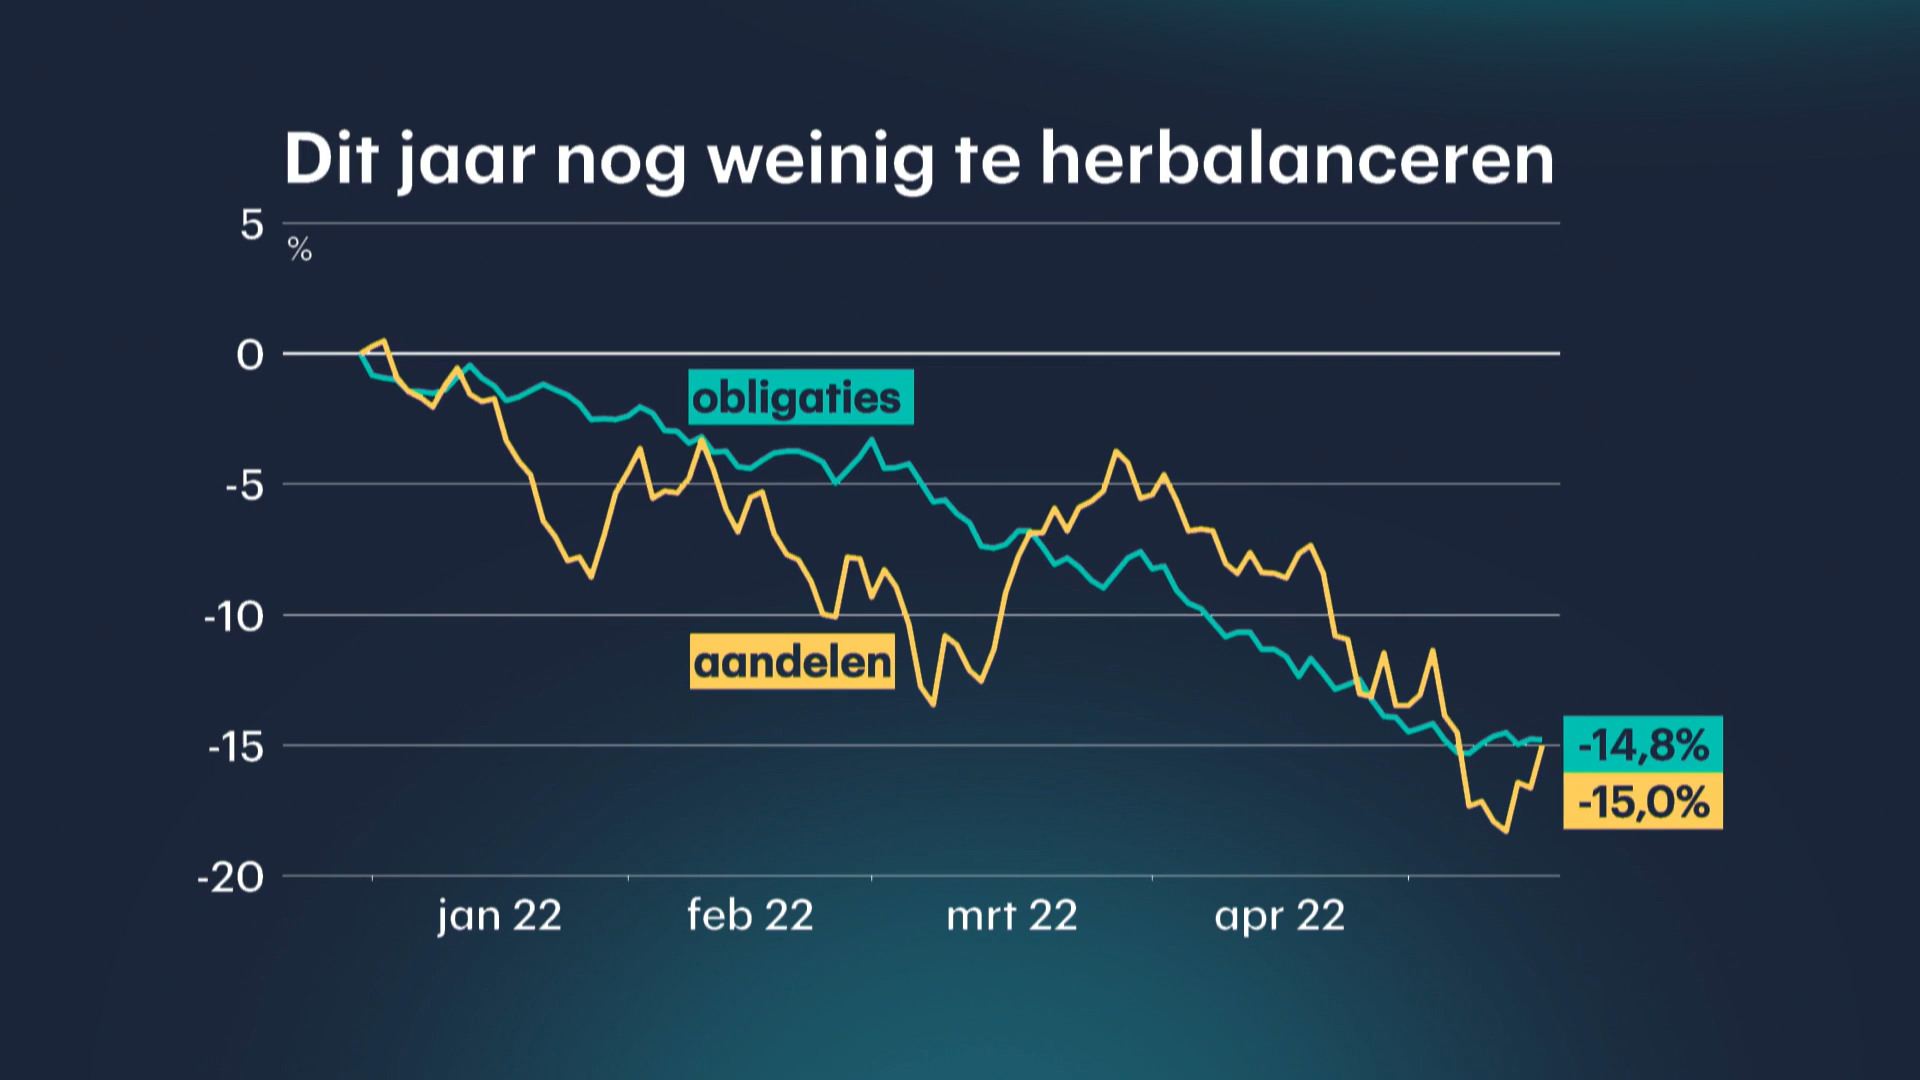 Dit jaar nog weinig te herbalanceren
5
%
0
obligaties
-5
-10
aandelen
-15
-14,8%
-15,0%
-20
jan 22 feb 22 mrt 22 apr 22